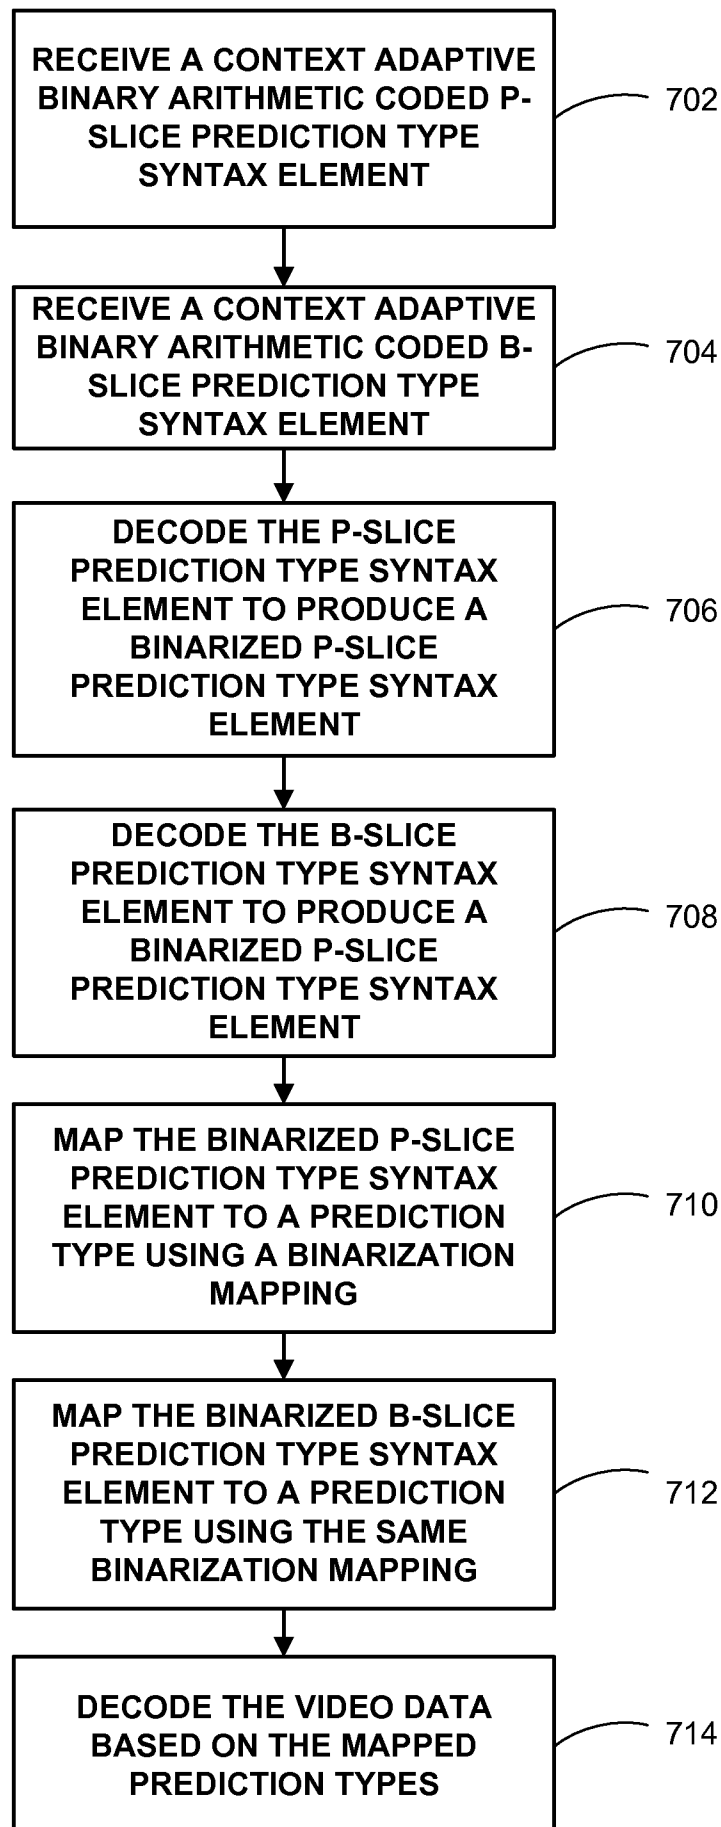 RECEIVE A CONTEXT ADAPTIVE
BINARY ARITHMETIC CODED P-
SLICE PREDICTION TYPE
SYNTAX ELEMENT
702
RECEIVE A CONTEXT ADAPTIVE
BINARY ARITHMETIC CODED B-
SLICE PREDICTION TYPE
SYNTAX ELEMENT
704
DECODE THE P-SLICE
PREDICTION TYPE SYNTAX
ELEMENT TO PRODUCE A
BINARIZED P-SLICE
PREDICTION TYPE SYNTAX
ELEMENT
706
DECODE THE B-SLICE
PREDICTION TYPE SYNTAX
ELEMENT TO PRODUCE A
BINARIZED P-SLICE
PREDICTION TYPE SYNTAX
ELEMENT
708
MAP THE BINARIZED P-SLICE
PREDICTION TYPE SYNTAX
ELEMENT TO A PREDICTION
TYPE USING A BINARIZATION
MAPPING
710
MAP THE BINARIZED B-SLICE
PREDICTION TYPE SYNTAX
ELEMENT TO A PREDICTION
TYPE USING THE SAME
BINARIZATION MAPPING
712
DECODE THE VIDEO DATA
BASED ON THE MAPPED
PREDICTION TYPES
714